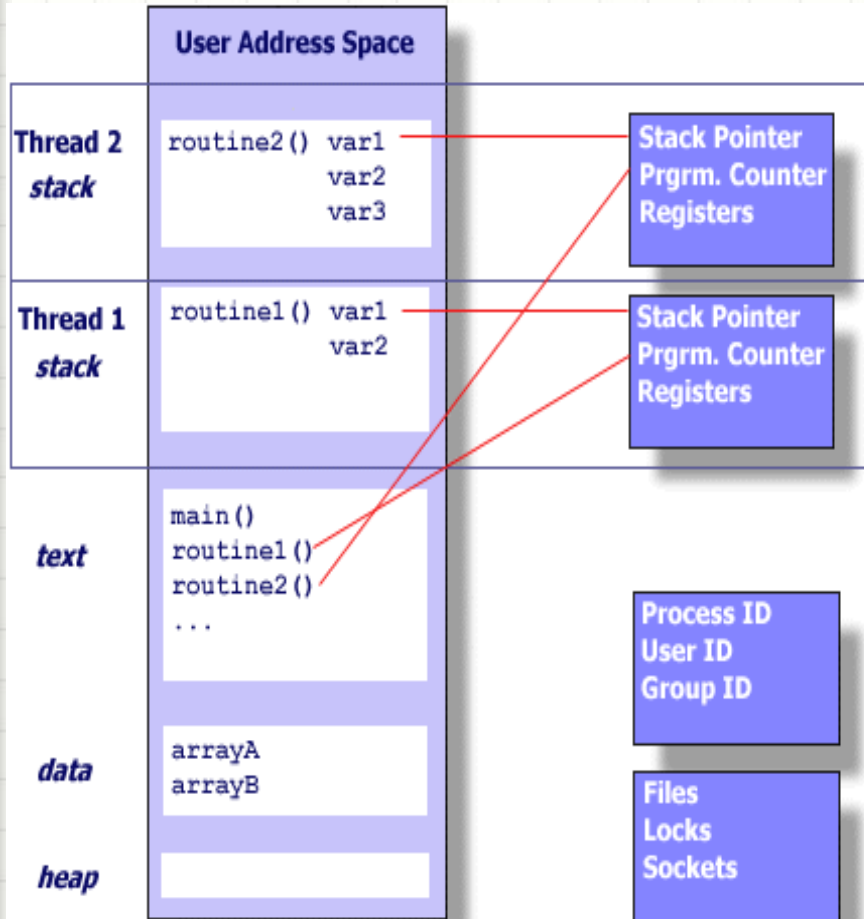 User Address Space
Thread 2
stack
routine2() var1
var2
var3
Stack Pointer
Prgrm. Counter
Registers
Thread 1
stack
routine1() var1
var2
Stack Pointer
Prgrm. Counter
Registers
text
main()
routine1()
routine2()
...
Process ID
User ID
Group ID
data
arrayA
arrayB
Files
Locks
Sockets
heap